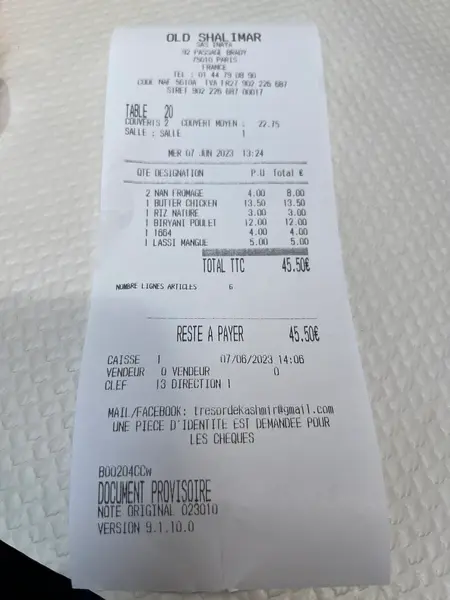 OLD SHALIMAR
SAS INAYA
92 PASSAGE BRADY
75010 PARIS
FRANCE
TEL : 01 44 79 08 90
CODE NAF 5610A TVA FR27 902 226 687
SIRET 902 226 687 00017
TABLE 20
COUVERTS 2 COUVERT MOYEN : 22.75
SALLE : SALLE 1
MER 07 JUN 2023 13:24
QTE DESIGNATION P.U Total €
2 NAN FROMAGE 4.00 8.00
1 BUTTER CHICKEN 13.50 13.50
1 RIZ NATURE 3.00 3.00
1 BIRYANI POULET 12.00 12.00
1 1664 4.00 4.00
1 LASSI MANGUE 5.00 5.00
TOTAL TTC 45.50€
NOMBRE LIGNES ARTICLES 6
RESTE A PAYER 45.50€
CAISSE 1 07/06/2023 14:06
VENDEUR 0 VENDEUR 0
CLEF 13 DIRECTION 1
MAIL/FACEBOOK: tresordekashmir@gmail.com
UNE PIECE D'IDENTITE EST DEMANDEE POUR
LES CHEQUES
B00204CCW
DOCUMENT PROVISOIRE
NOTE ORIGINAL 023010
VERSION 9.1.10.0